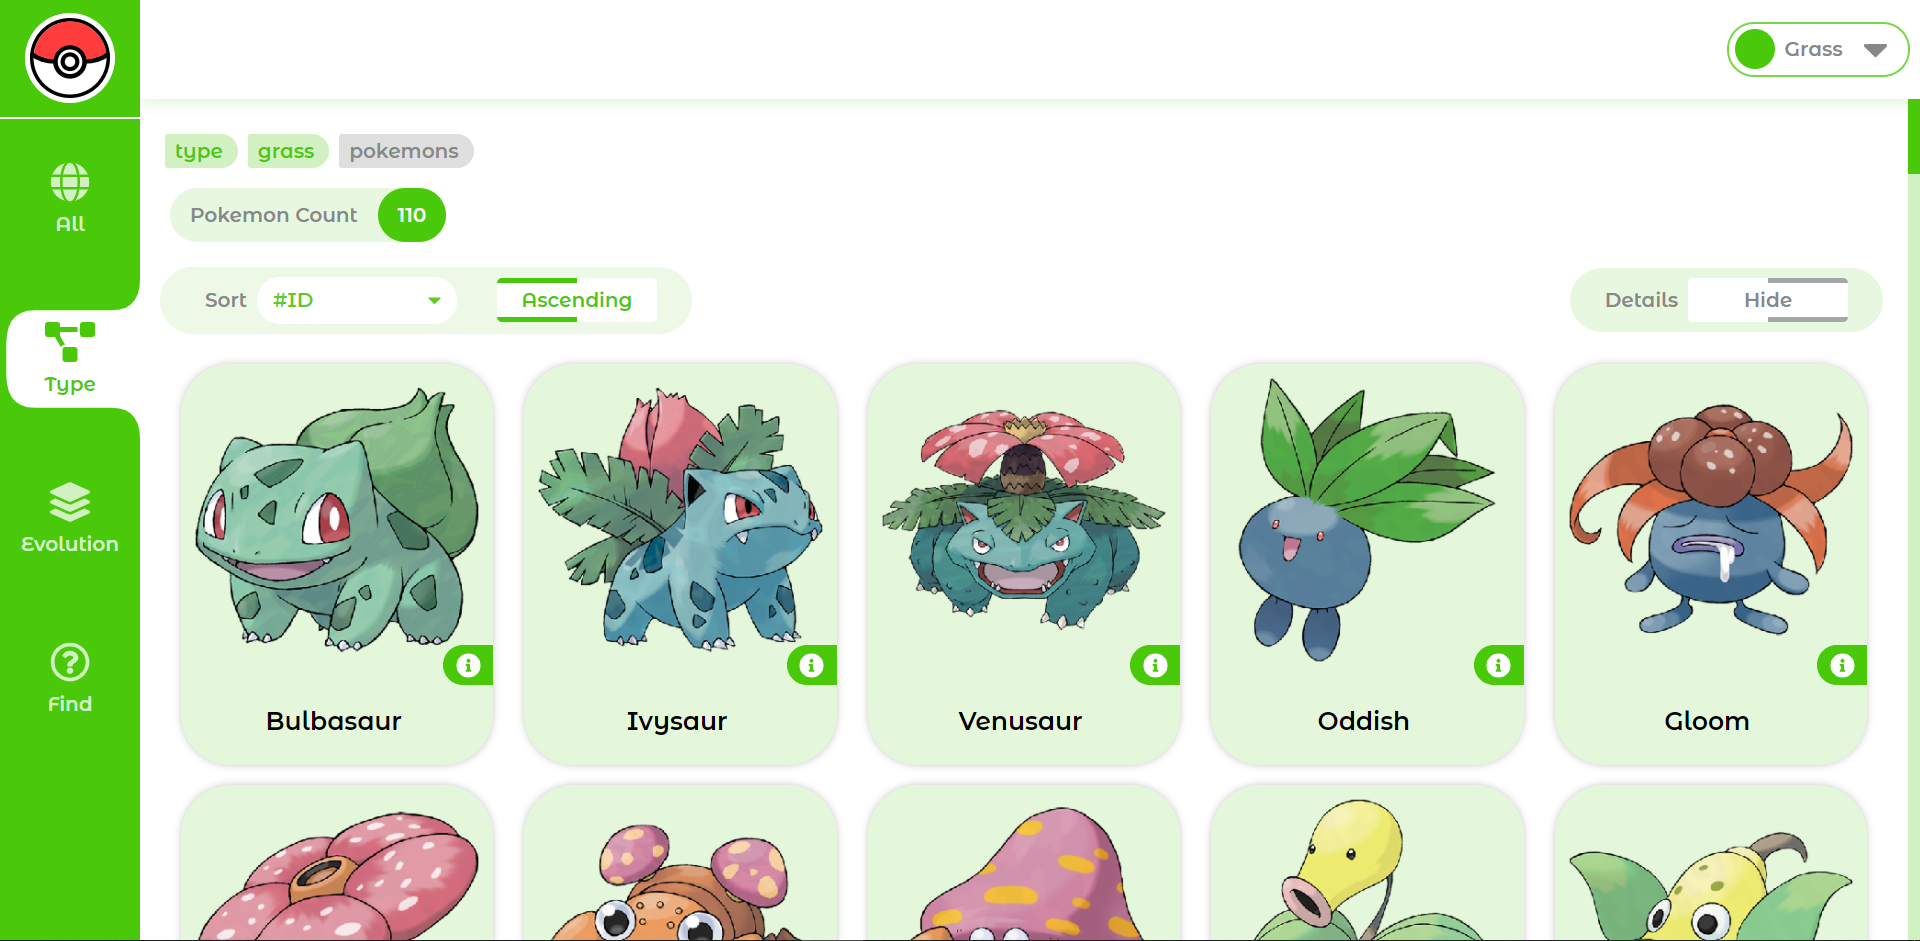 Grass
type grass pokemons
Pokemon Count 110
All
Sort #ID Ascending Details Hide
Type
Evolution
Find
Bulbasaur Ivysaur Venusaur Oddish Gloom